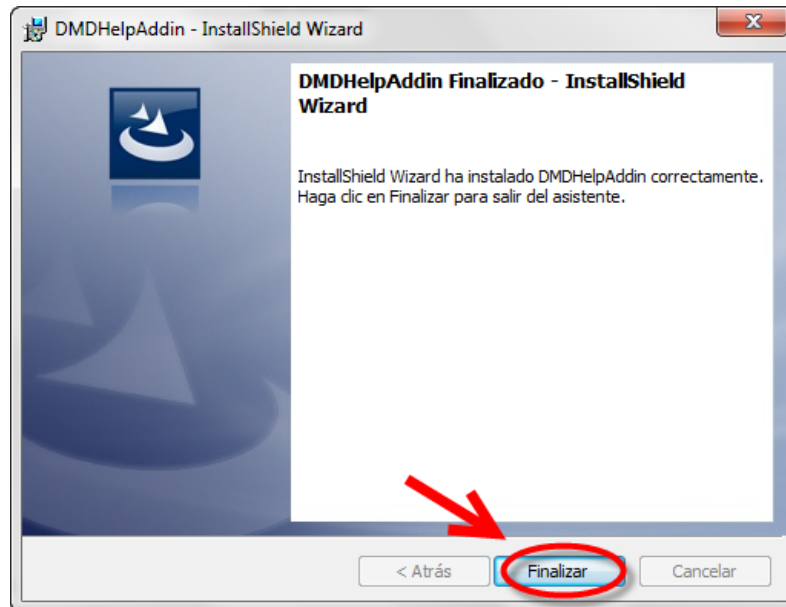 DMDHelpAddin - InstallShield Wizard
DMDHelpAddin Finalizado - InstallShield
Wizard
InstallShield Wizard ha instalado DMDHelpAddin correctamente.
Haga clic en Finalizar para salir del asistente.
< Atrás
Finalizar
Cancelar